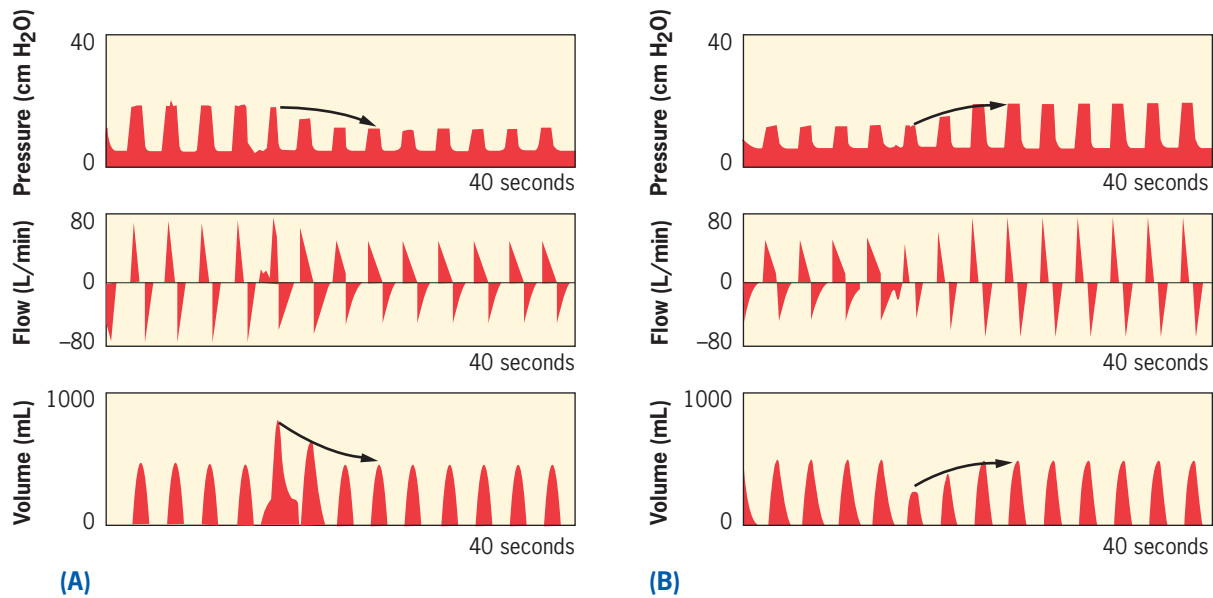 Pressure (cm H₂O)
40
0
40 seconds
Flow (L/min)
80
0
–80
40 seconds
Volume (mL)
1000
0
40 seconds
(A)
Pressure (cm H₂O)
40
0
40 seconds
Flow (L/min)
80
0
–80
40 seconds
Volume (mL)
1000
0
40 seconds
(B)